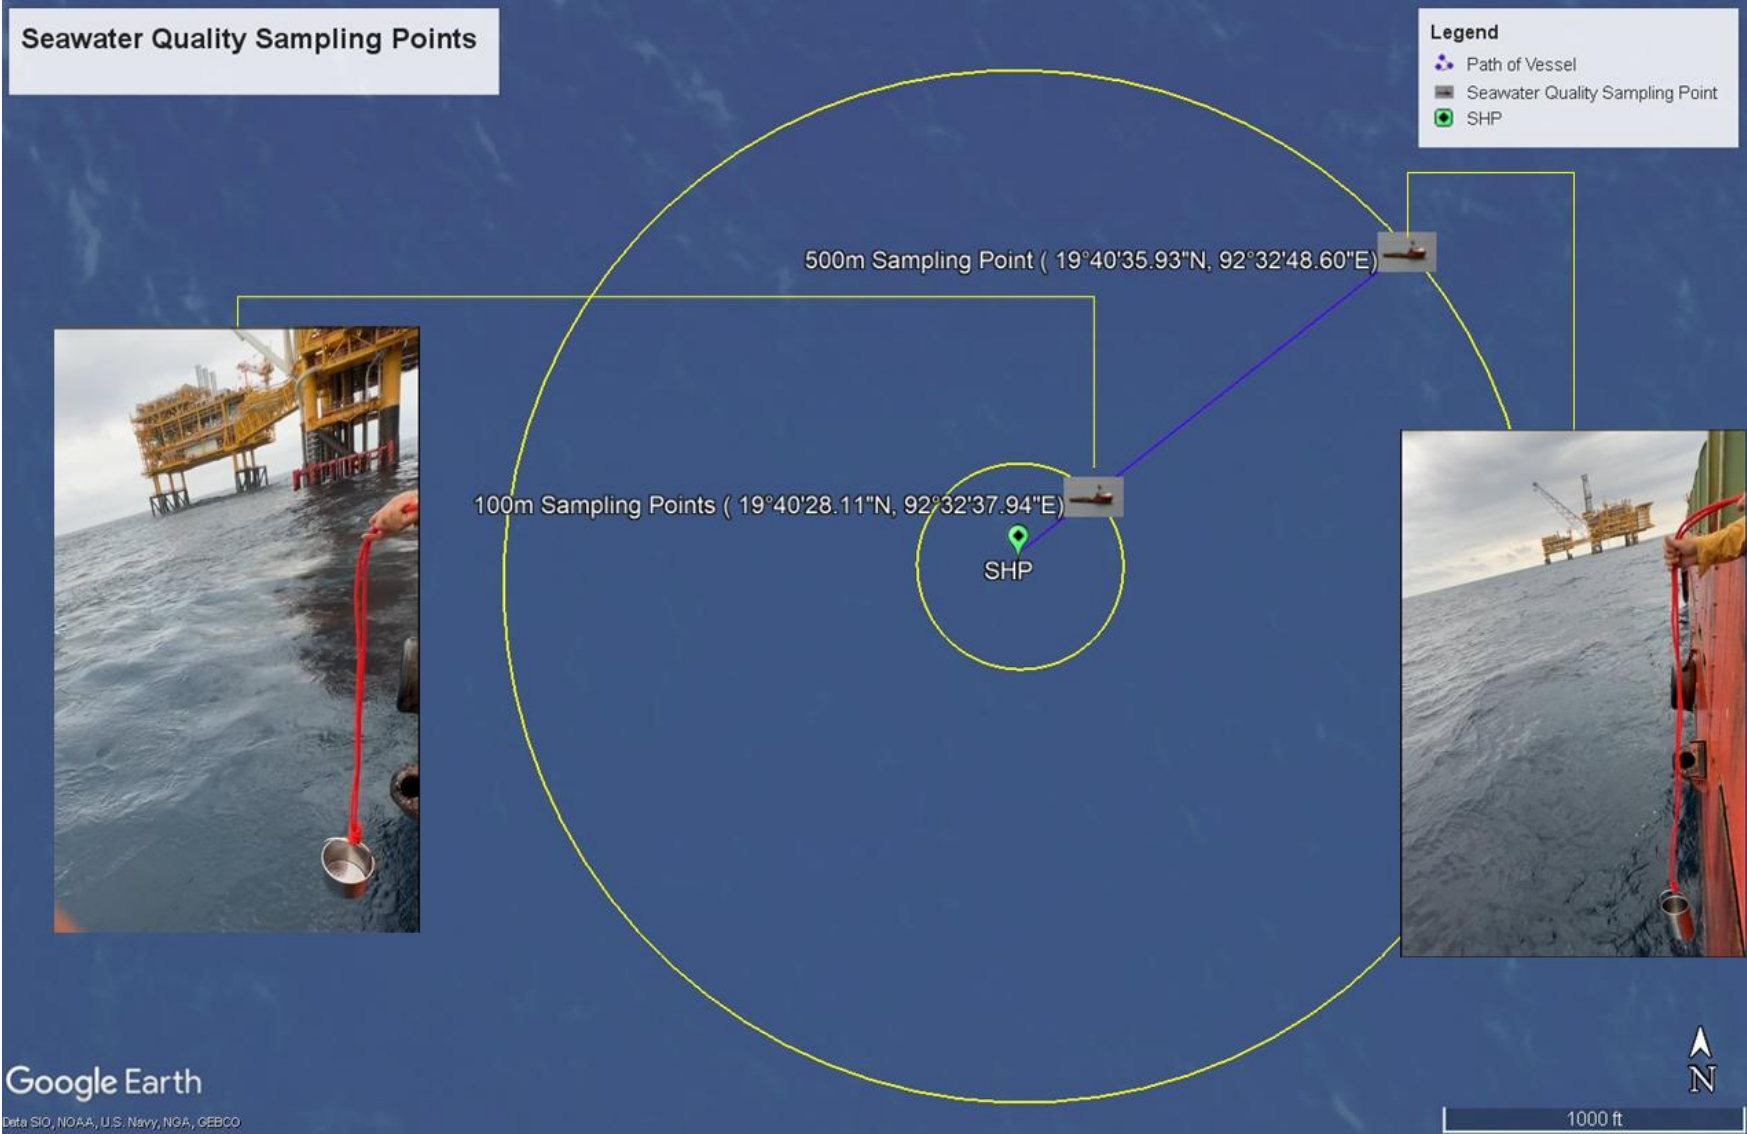 Seawater Quality Sampling Points
Legend
Path of Vessel
Seawater Quality Sampling Point
SHP
500m Sampling Point ( 19°40'35.93"N, 92°32'48.60"E)
100m Sampling Points ( 19°40'28.11"N, 92°32'37.94"E)
SHP
Google Earth
N
Data SIO, NOAA, U.S. Navy, NGA, GEBCO
1000 ft